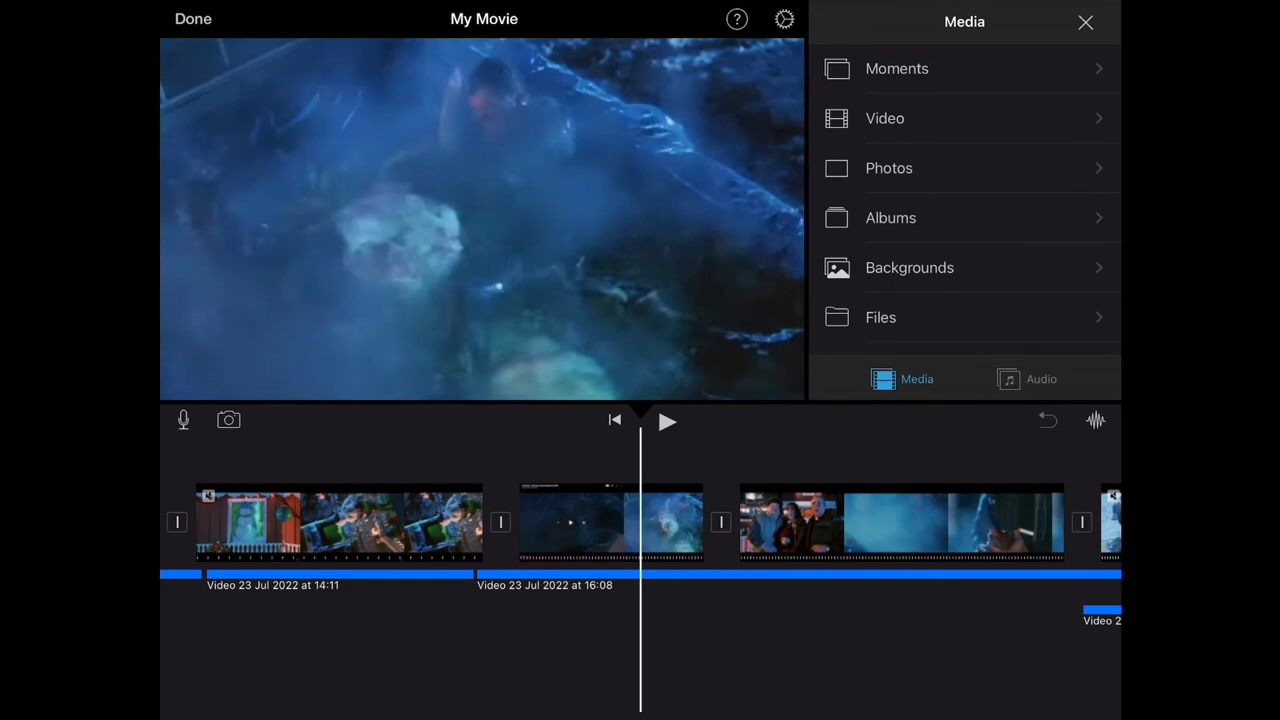 Done
My Movie
?
Media
Moments
Video
Photos
Albums
Backgrounds
Files
Media
Audio
Video 23 Jul 2022 at 14:11
Video 23 Jul 2022 at 16:08
Video 2